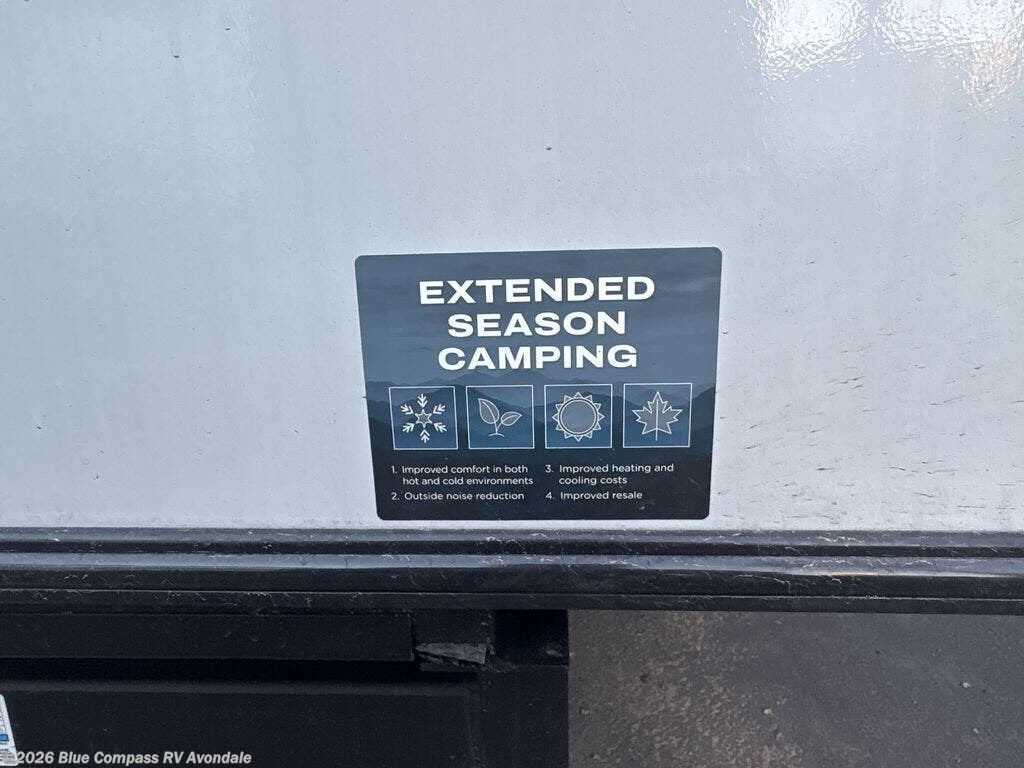 EXTENDED
SEASON
CAMPING
1. Improved comfort in both
hot and cold environments
2. Outside noise reduction
3. Improved heating and
cooling costs
4. Improved resale
©2026 Blue Compass RV Avondale